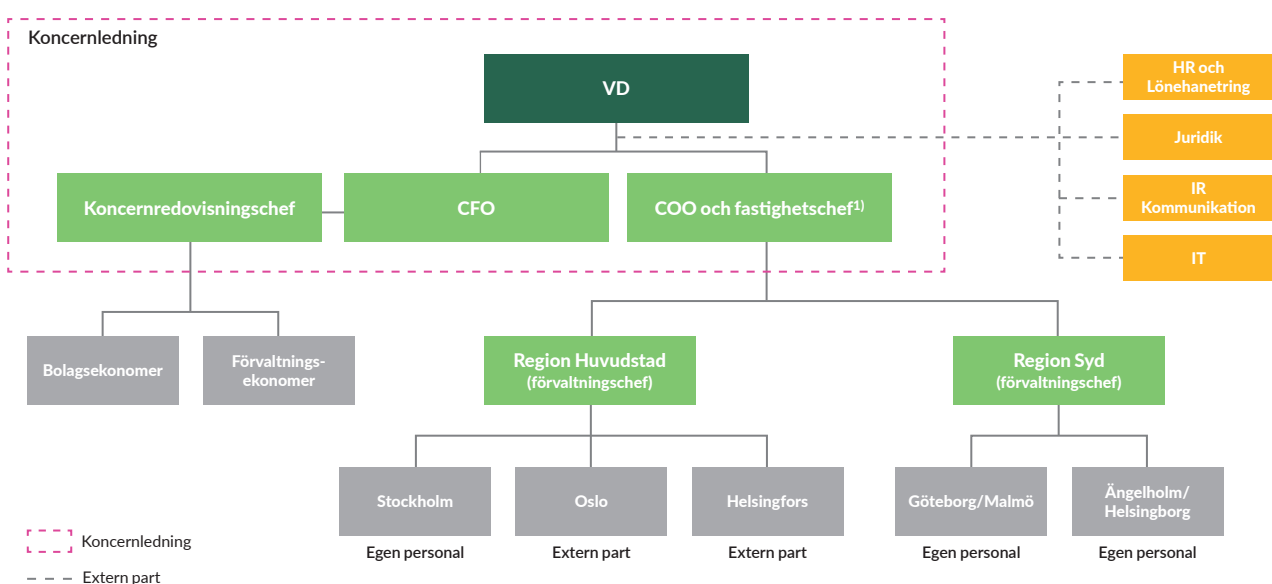 Koncernledning
VD
HR och
Lönehanetring
Juridik
IR
Kommunikation
IT
Koncernredovisningschef
CFO
COO och fastighetschef1)
Bolagsekonomer
Förvaltnings-
ekonomer
Region Huvudstad
(förvaltningschef)
Region Syd
(förvaltningschef)
Stockholm
Oslo
Helsingfors
Göteborg/Malmö
Ängelholm/
Helsingborg
Egen personal
Extern part
Extern part
Egen personal
Egen personal
Koncernledning
Extern part